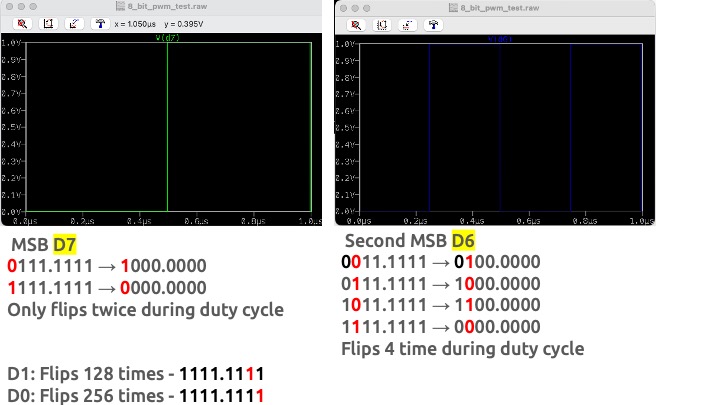 8_bit_pwm_test.raw
x = 1.050µs    y = 0.395V
V(d7)
1.0V
0.9V
0.8V
0.7V
0.6V
0.5V
0.4V
0.3V
0.2V
0.1V
0.0V
0.0µs 0.2µs 0.4µs 0.6µs 0.8µs 1.0µs
8_bit_pwm_test.raw
1.0V
0.9V
0.8V
0.7V
0.6V
0.5V
0.4V
0.3V
0.2V
0.1V
0.0V
0.0µs 0.2µs 0.4µs 0.6µs 0.8µs 1.0µs
MSB D7
0111.1111 → 1000.0000
1111.1111 → 0000.0000
Only flips twice during duty cycle
D1: Flips 128 times - 1111.1111
D0: Flips 256 times - 1111.1111
Second MSB D6
0011.1111 → 0100.0000
0111.1111 → 1000.0000
1011.1111 → 1100.0000
1111.1111 → 0000.0000
Flips 4 time during duty cycle